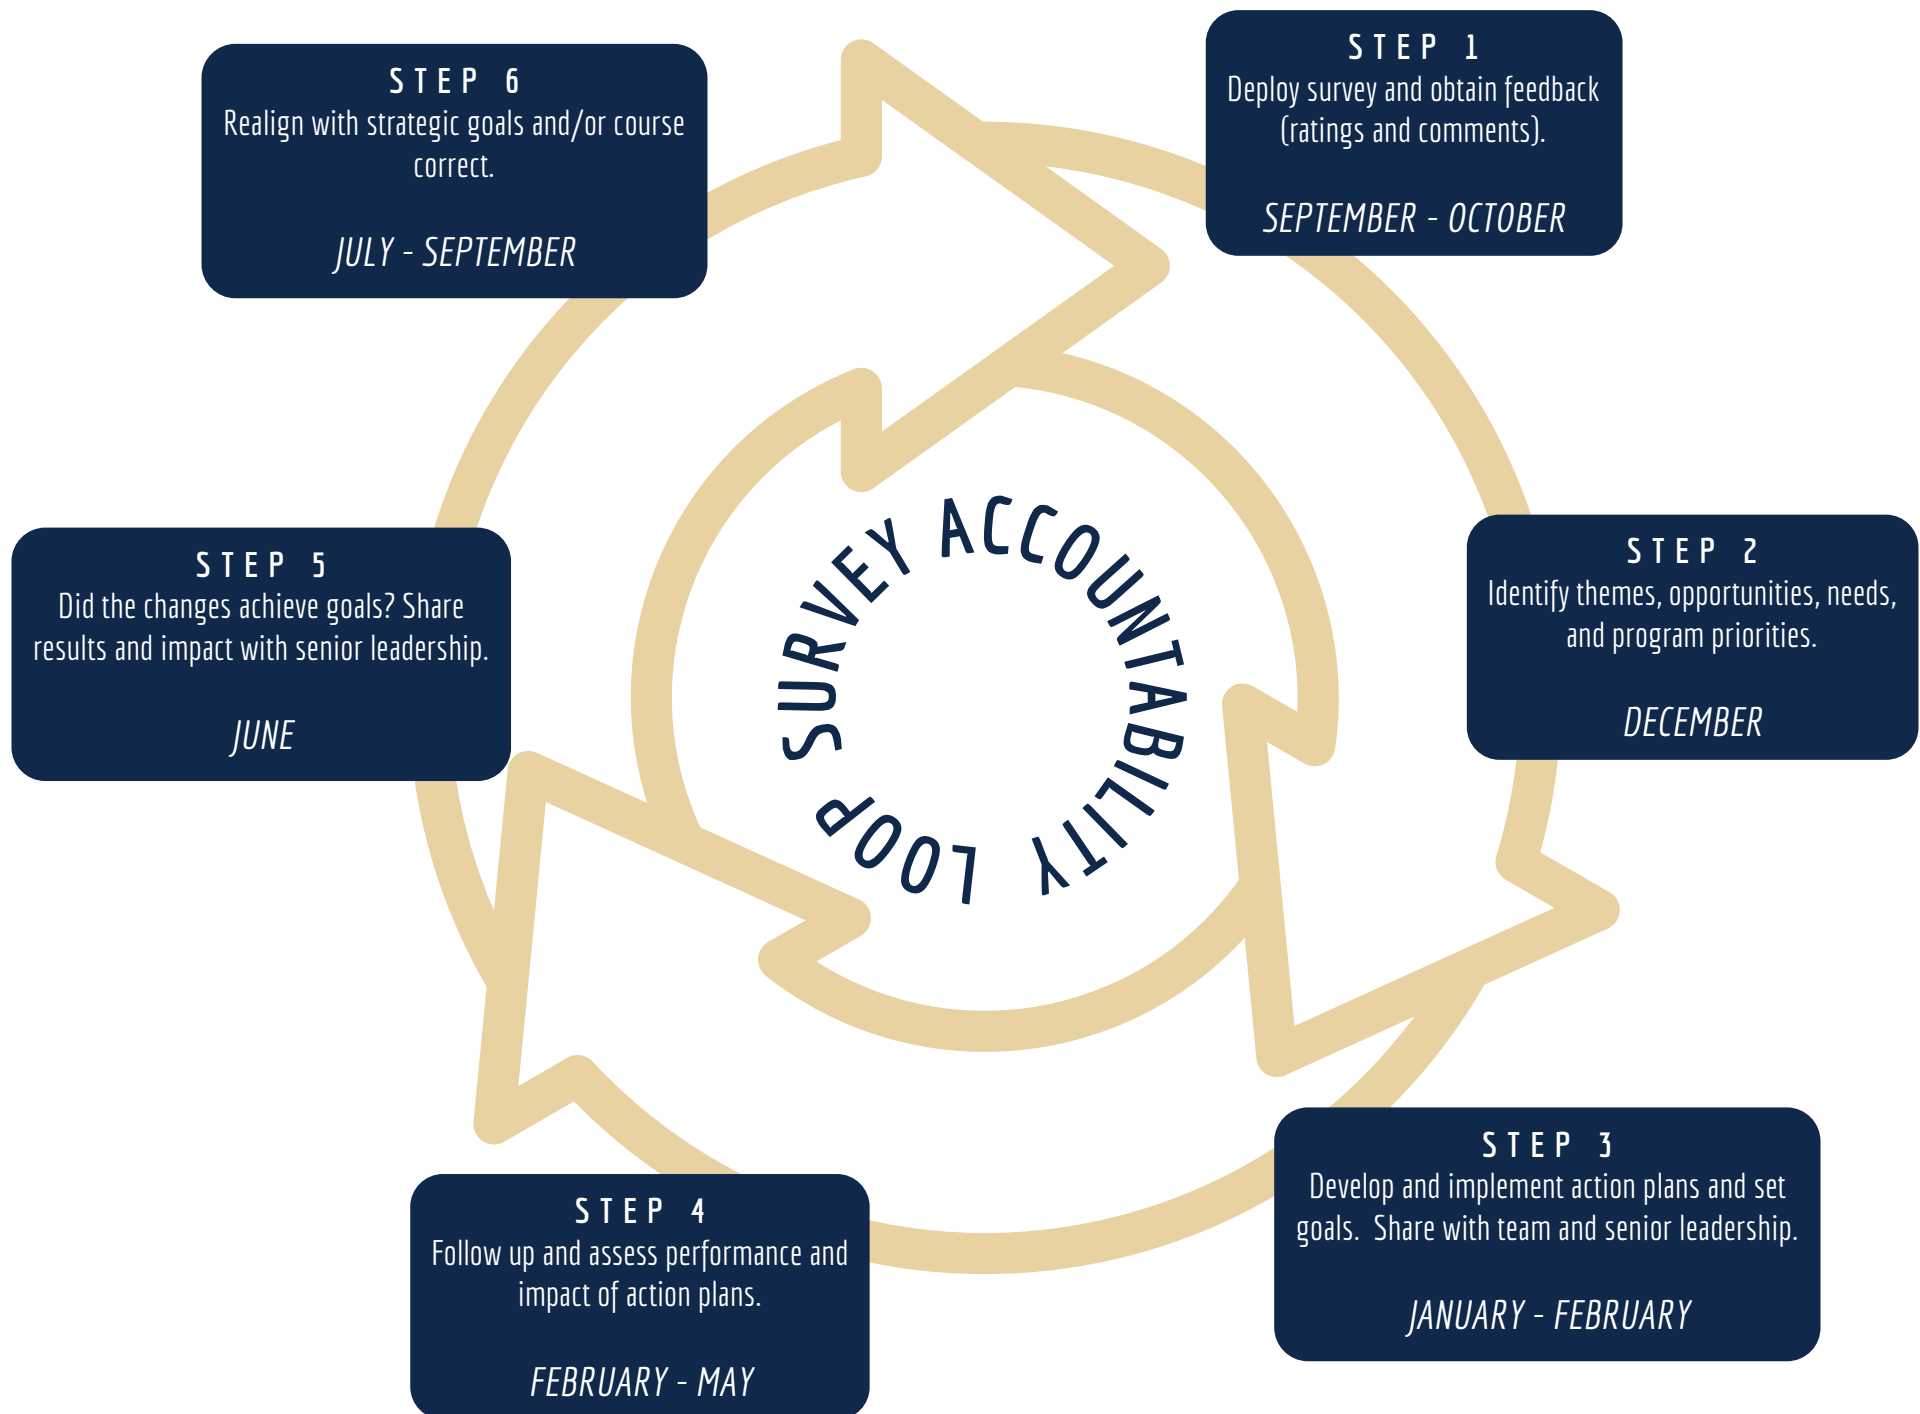 STEP 1
Deploy survey and obtain feedback
(ratings and comments).
SEPTEMBER - OCTOBER
STEP 2
Identify themes, opportunities, needs,
and program priorities.
DECEMBER
STEP 3
Develop and implement action plans and set
goals.  Share with team and senior leadership.
JANUARY - FEBRUARY
STEP 4
Follow up and assess performance and
impact of action plans.
FEBRUARY - MAY
STEP 5
Did the changes achieve goals? Share
results and impact with senior leadership.
JUNE
STEP 6
Realign with strategic goals and/or course
correct.
JULY - SEPTEMBER
SURVEY ACCOUNTABILITY LOOP